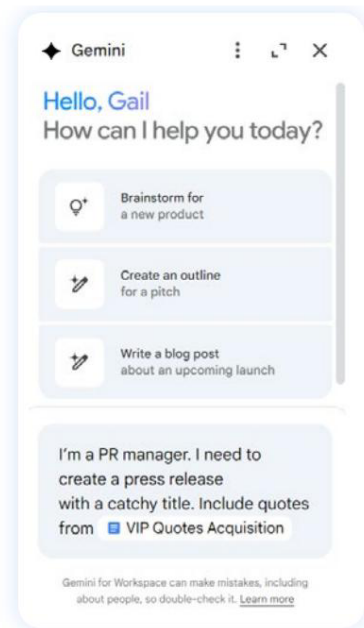 Gemini
Hello, Gail
How can I help you today?
Brainstorm for
a new product
Create an outline
for a pitch
Write a blog post
about an upcoming launch
I'm a PR manager. I need to
create a press release
with a catchy title. Include quotes
from VIP Quotes Acquisition
Gemini for Workspace can make mistakes, including
about people, so double-check it. Learn more